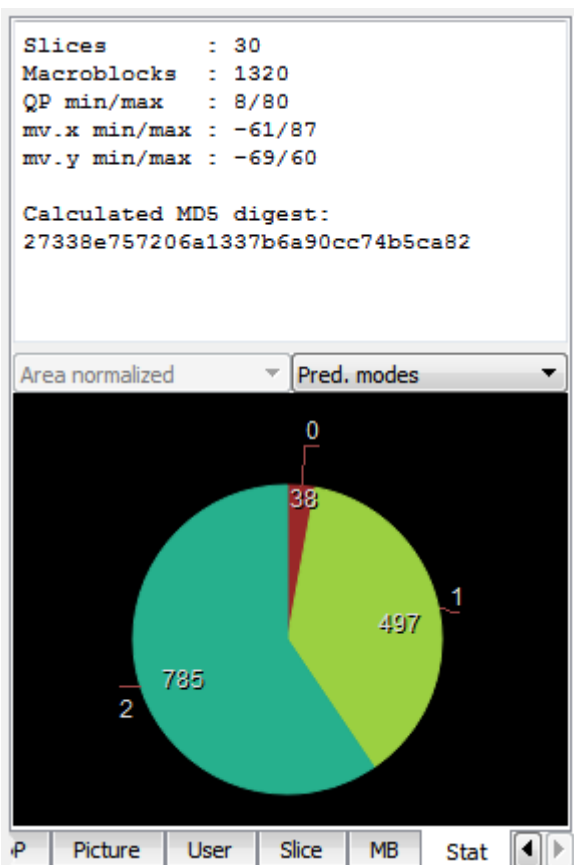 Slices        : 30
Macroblocks   : 1320
QP min/max    : 8/80
mv.x min/max : -61/87
mv.y min/max : -69/60
Calculated MD5 digest:
27338e757206a1337b6a90cc74b5ca82
Area normalized
Pred. modes
0
38
1
497
785
2
P
Picture
User
Slice
MB
Stat